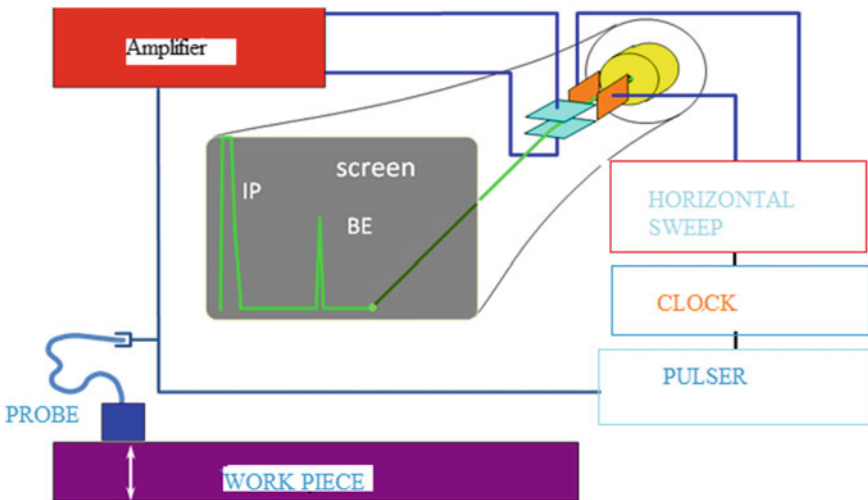 Amplifier
screen
IP
BE
HORIZONTAL
SWEEP
CLOCK
PULSER
PROBE
WORK PIECE